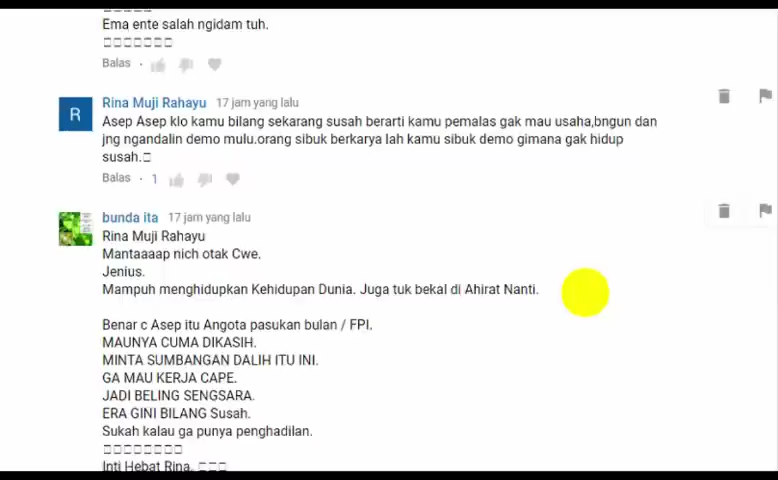 Ema ente salah ngidam tuh.
Balas
R
Rina Muji Rahayu 17 jam yang lalu
Asep Asep klo kamu bilang sekarang susah berarti kamu pemalas gak mau usaha,bngun dan
jng ngandalin demo mulu.orang sibuk berkarya lah kamu sibuk demo gimana gak hidup
susah.
Balas · 1
bunda ita 17 jam yang lalu
Rina Muji Rahayu
Mantaaaap nich otak Cwe.
Jenius.
Mampuh menghidupkan Kehidupan Dunia. Juga tuk bekal di Ahirat Nanti.
Benar c Asep itu Angota pasukan bulan / FPI.
MAUNYA CUMA DIKASIH.
MINTA SUMBANGAN DALIH ITU INI.
GA MAU KERJA CAPE.
JADI BELING SENGSARA.
ERA GINI BILANG Susah.
Sukah kalau ga punya penghadilan.
Inti Hebat Rina.